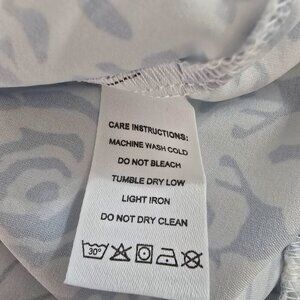 CARE INSTRUCTIONS:
MACHINE WASH COLD
DO NOT BLEACH
TUMBLE DRY LOW
LIGHT IRON
DO NOT DRY CLEAN
30°